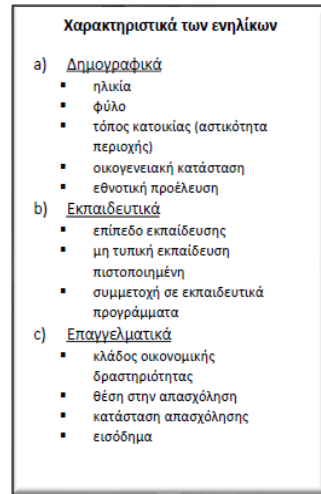 Χαρακτηριστικά των ενηλίκων
a) Δημογραφικά
▪ ηλικία
▪ φύλο
▪ τόπος κατοικίας (αστικότητα
περιοχής)
▪ οικογενειακή κατάσταση
▪ εθνοτική προέλευση
b) Εκπαιδευτικά
▪ επίπεδο εκπαίδευσης
▪ μη τυπική εκπαίδευση
πιστοποιημένη
▪ συμμετοχή σε εκπαιδευτικά
προγράμματα
c) Επαγγελματικά
▪ κλάδος οικονομικής
δραστηριότητας
▪ θέση στην απασχόληση
▪ κατάσταση απασχόλησης
▪ εισόδημα